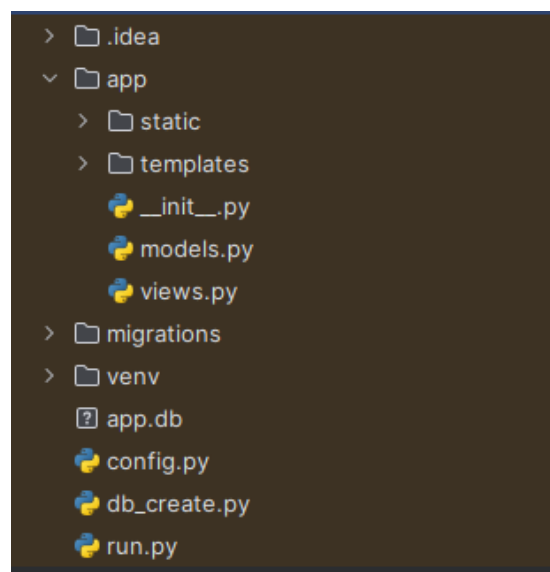 .idea
app
static
templates
__init__.py
models.py
views.py
migrations
venv
app.db
config.py
db_create.py
run.py